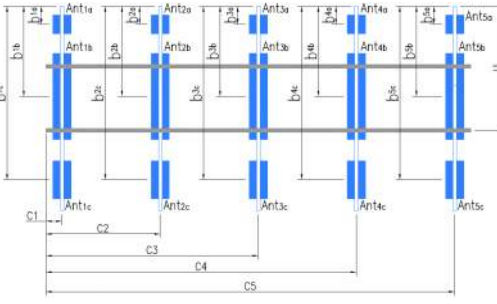 Ant1a Ant2a Ant3a Ant4a Ant5a
b1a b2a b3a b4a b5a
Ant1b Ant2b Ant3b Ant4b Ant5b
b1b b2b b3b b4b b5b
b2c b3c b4c b5c
Ant1c Ant2c Ant3c Ant4c Ant5c
C1
C2
C3
C4
C5